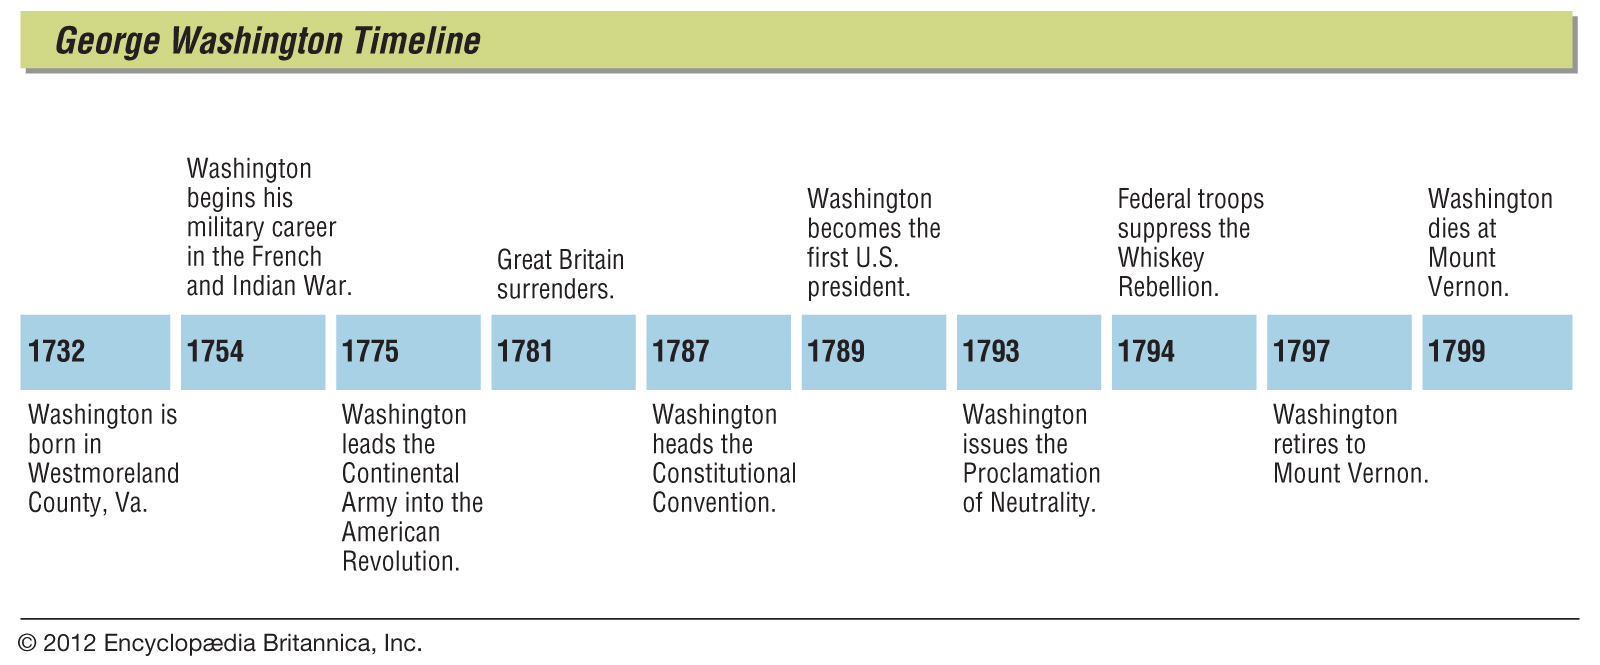 George Washington Timeline
1732
Washington is
born in
Westmoreland
County, Va.
Washington
begins his
military career
in the French
and Indian War.
1754
1775
Washington
leads the
Continental
Army into the
American
Revolution.
Great Britain
surrenders.
1781
1787
Washington
heads the
Constitutional
Convention.
Washington
becomes the
first U.S.
president.
1789
1793
Washington
issues the
Proclamation
of Neutrality.
Federal troops
suppress the
Whiskey
Rebellion.
1794
1797
Washington
retires to
Mount Vernon.
Washington
dies at
Mount
Vernon.
1799
© 2012 Encyclopædia Britannica, Inc.